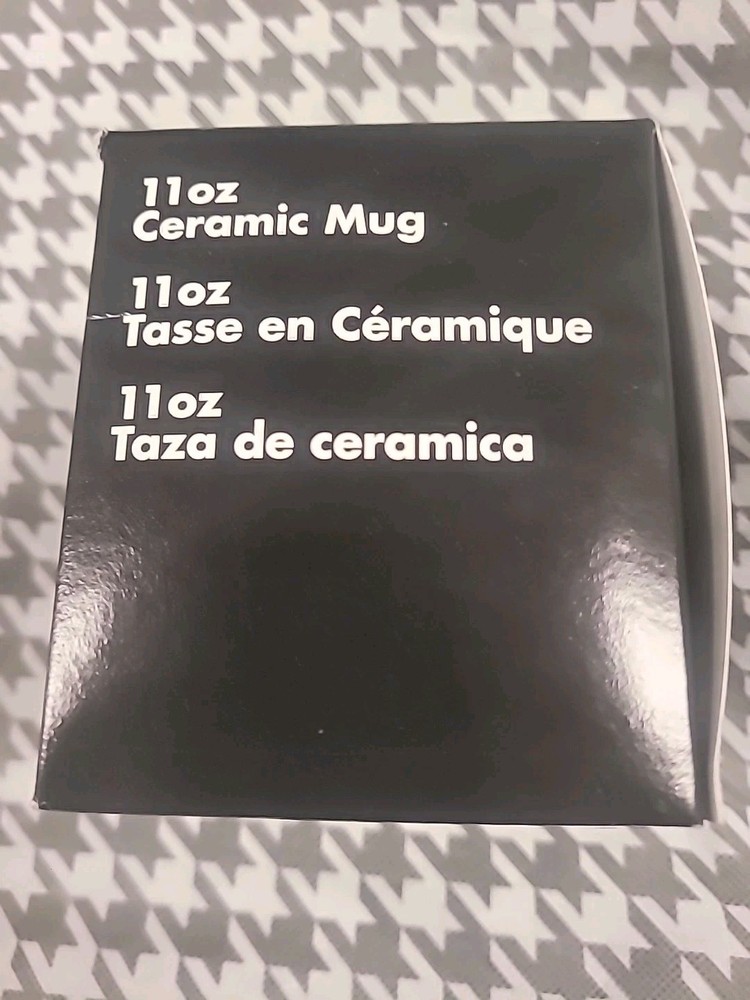 11oz
Ceramic Mug
11oz
Tasse en Céramique
11oz
Taza de ceramica